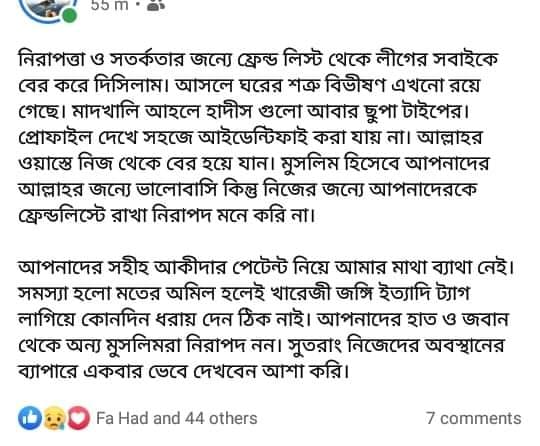 55 m
নিরাপত্তা ও সতর্কতার জন্যে ফ্রেন্ড লিস্ট থেকে লীগের সবাইকে
বের করে দিসিলাম। আসলে ঘরের শত্রু বিভীষণ এখনো রয়ে
গেছে। মাদখালি আহলে হাদীস গুলো আবার ছুপা টাইপের।
প্রোফাইল দেখে সহজে আইডেন্টিফাই করা যায় না। আল্লাহর
ওয়াস্তে নিজ থেকে বের হয়ে যান। মুসলিম হিসেবে আপনাদের
আল্লাহর জন্যে ভালোবাসি কিন্তু নিজের জন্যে আপনাদেরকে
ফ্রেন্ডলিস্টে রাখা নিরাপদ মনে করি না।
আপনাদের সহীহ আকীদার পেটেন্ট নিয়ে আমার মাথা ব্যাথা নেই।
সমস্যা হলো মতের অমিল হলেই খারেজী জঙ্গি ইত্যাদি ট্যাগ
লাগিয়ে কোনদিন ধরায় দেন ঠিক নাই। আপনাদের হাত ও জবান
থেকে অন্য মুসলিমরা নিরাপদ নন। সুতরাং নিজেদের অবস্থানের
ব্যাপারে একবার ভেবে দেখবেন আশা করি।
Fa Had and 44 others 7 comments